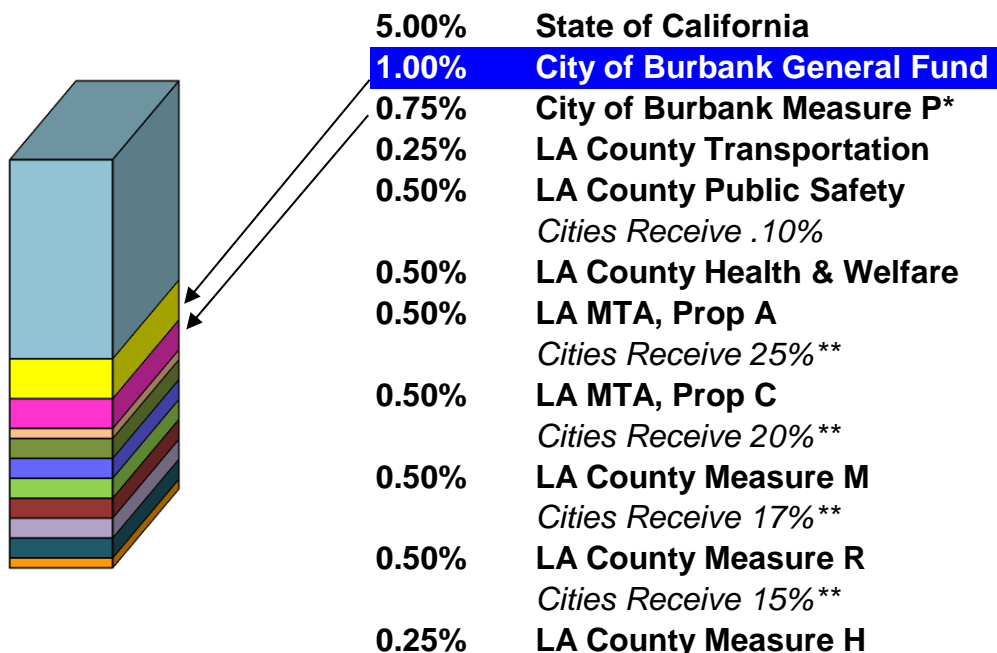 5.00% State of California
1.00% City of Burbank General Fund
0.75% City of Burbank Measure P*
0.25% LA County Transportation
0.50% LA County Public Safety
Cities Receive .10%
0.50% LA County Health & Welfare
0.50% LA MTA, Prop A
Cities Receive 25%**
0.50% LA MTA, Prop C
Cities Receive 20%**
0.50% LA County Measure M
Cities Receive 17%**
0.50% LA County Measure R
Cities Receive 15%**
0.25% LA County Measure H